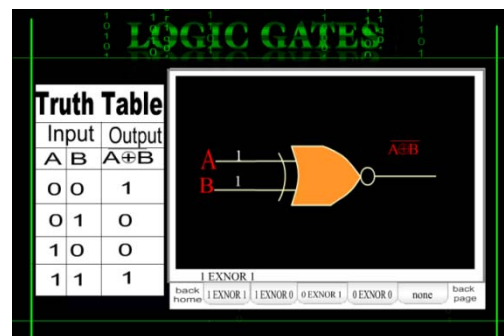 LOGIC GATES
Truth Table
Input Output
A B A⊕B
0 0 1
0 1 0
1 0 0
1 1 1
A 1
B 1
A⊕B
1 EXNOR 1
back home 1 EXNOR 1 1 EXNOR 0 0 EXNOR 1 0 EXNOR 0 none back page